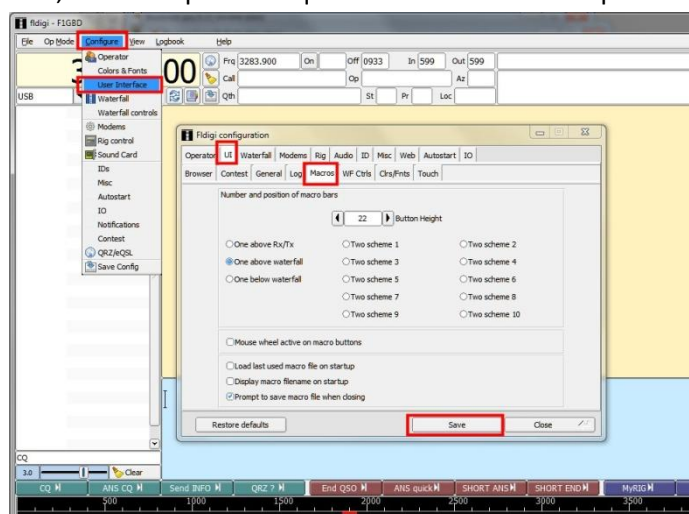 fldigi - F1GBD
File Op Mode Configure View Logbook Help
Operator
Colors & Fonts
User Interface
Waterfall
Waterfall controls
Modems
Rig control
Sound Card
IDs
Misc
Autostart
IO
Notifications
Contest
QRZ/eQSL
Save Config
3 00
USB
Frq 3283.900 On Off 0933 In 599 Out 599
Call Op Az
Qth St Pr Loc
Fldigi configuration
Operator UI Waterfall Modems Rig Audio ID Misc Web Autostart IO
Browser Contest General Log Macros WF Ctrls Clrs/Fnts Touch
Number and position of macro bars
22 Button Height
One above Rx/Tx Two scheme 1 Two scheme 2
One above waterfall Two scheme 3 Two scheme 4
One below waterfall Two scheme 5 Two scheme 6
Two scheme 7 Two scheme 8
Two scheme 9 Two scheme 10
Mouse wheel active on macro buttons
Load last used macro file on startup
Display macro filename on startup
Prompt to save macro file when closing
Restore defaults Save Close
CQ
3.0 Clear
CQ ANS CQ Send INFO QRZ ? End QSO ANS quick SHORT ANS SHORT END MyRIG
500 1000 1500 2000 2500 3000 3500